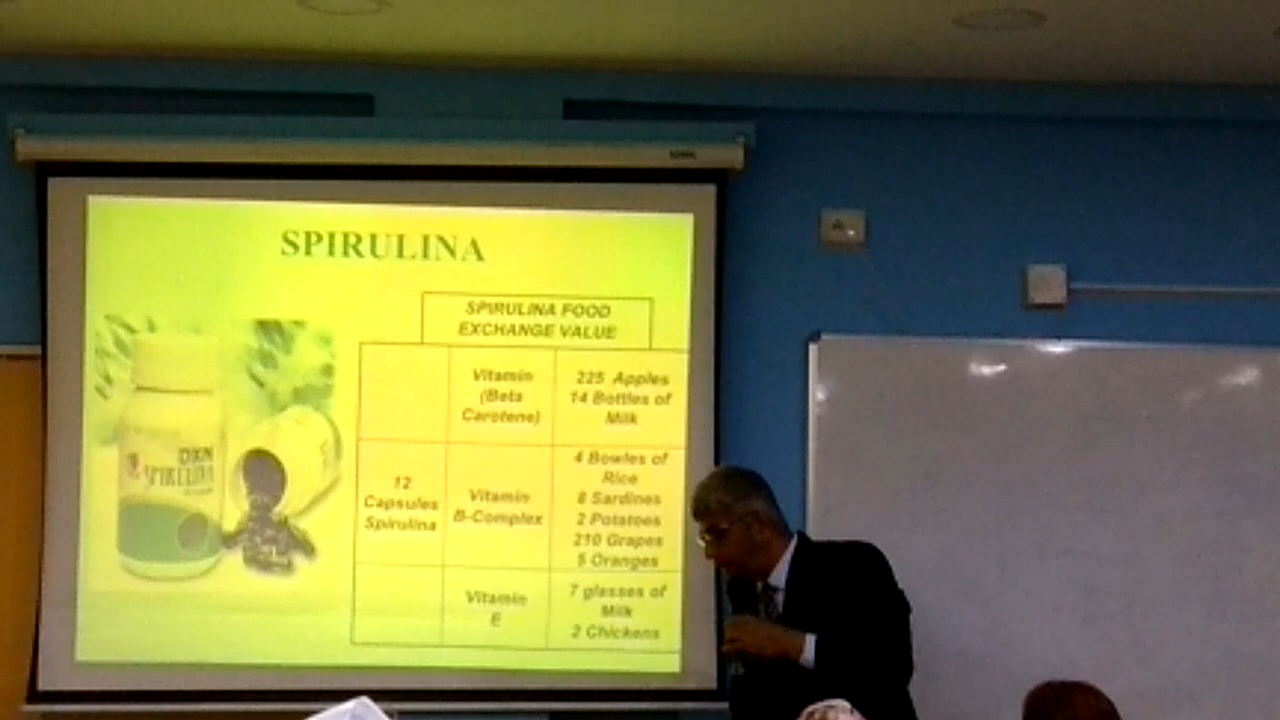 SPIRULINA
SPIRULINA FOOD
EXCHANGE VALUE
Vitamin
(Beta
Carotene)
225 Apples
14 Bottles of
Milk
12
Capsules
Spirulina
Vitamin
B-Complex
4 Bowles of
Rice
8 Sardines
2 Potatoes
210 Grapes
5 Oranges
Vitamin
E
7 glasses of
Milk
2 Chickens
DXN
SPIRULINA